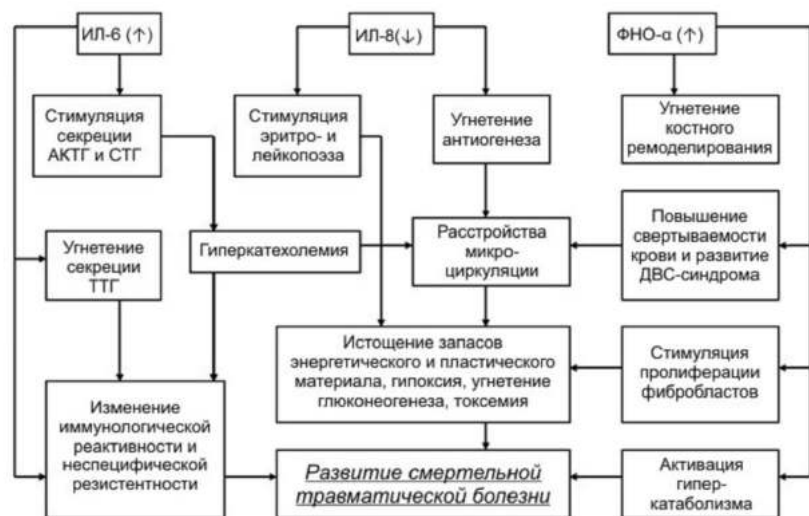 ИЛ-6 (↑)
ИЛ-8(↓)
ФНО-α (↑)
Стимуляция
секреции
АКТГ и СТГ
Стимуляция
эритро- и
лейкопоэза
Угнетение
антиогенеза
Угнетение
костного
ремоделирования
Угнетение
секреции
ТТГ
Гиперкатехолемия
Расстройства
микро-
циркуляции
Повышение
свертываемости
крови и развитие
ДВС-синдрома
Истощение запасов
энергетического и пластического
материала, гипоксия, угнетение
глюконеогенеза, токсемия
Стимуляция
пролиферации
фибробластов
Изменение
иммунологической
реактивности и
неспецифической
резистентности
Развитие смертельной
травматической болезни
Активация
гипер-
катаболизма